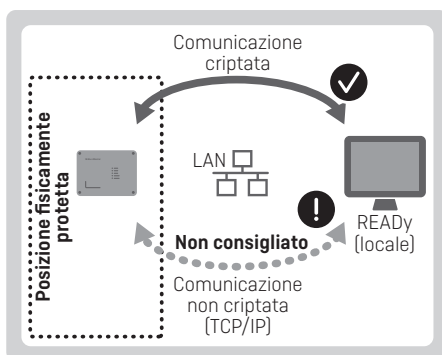 Comunicazione
criptata
Posizione fisicamente
protetta
LAN
READy
(locale)
Non consigliato
Comunicazione
non criptata
(TCP/IP)